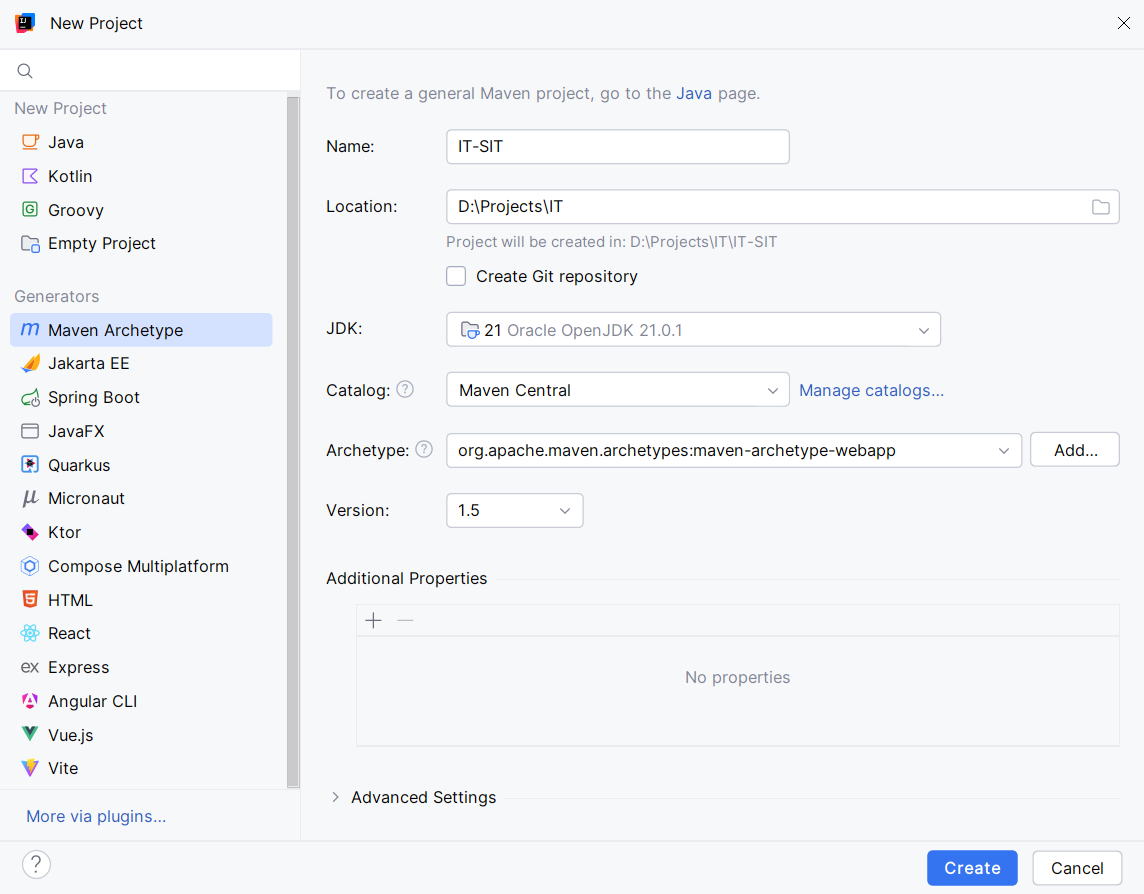 New Project
New Project
Java
Kotlin
Groovy
Empty Project
Generators
Maven Archetype
Jakarta EE
Spring Boot
JavaFX
Quarkus
Micronaut
Ktor
Compose Multiplatform
HTML
React
ex Express
Angular CLI
Vue.js
Vite
More via plugins...
To create a general Maven project, go to the Java page.
Name: IT-SIT
Location: D:\Projects\IT
Project will be created in: D:\Projects\IT\IT-SIT
Create Git repository
JDK: 21 Oracle OpenJDK 21.0.1
Catalog: ? Maven Central Manage catalogs...
Archetype: ? org.apache.maven.archetypes:maven-archetype-webapp Add...
Version: 1.5
Additional Properties
No properties
Advanced Settings
? Create Cancel